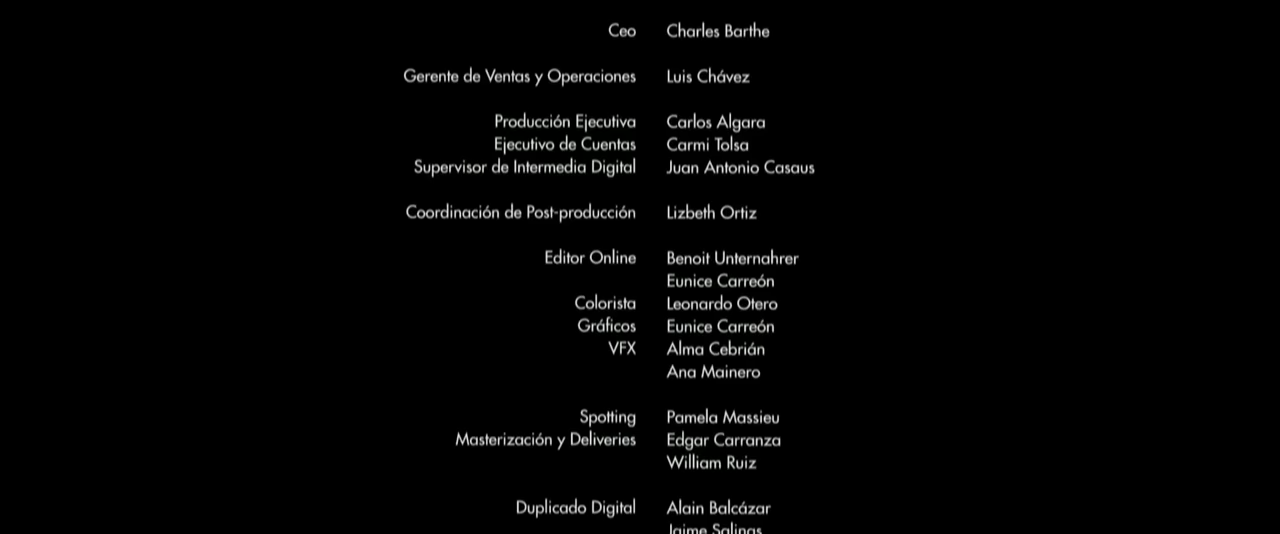 Ceo Charles Barthe
Gerente de Ventas y Operaciones Luis Chávez
Producción Ejecutiva Carlos Algara
Ejecutivo de Cuentas Carmi Tolsa
Supervisor de Intermedia Digital Juan Antonio Casaus
Coordinación de Post-producción Lizbeth Ortiz
Editor Online Benoit Unternahrer
Eunice Carreón
Colorista Leonardo Otero
Gráficos Eunice Carreón
VFX Alma Cebrián
Ana Mainero
Spotting Pamela Massieu
Masterización y Deliveries Edgar Carranza
William Ruiz
Duplicado Digital Alain Balcázar
Jaime Salinas